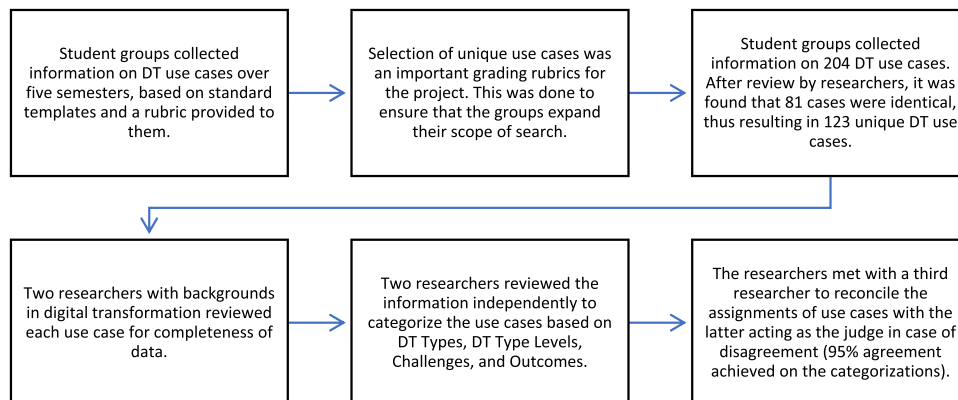 Student groups collected
information on DT use cases over
five semesters, based on standard
templates and a rubric provided to
them.
Selection of unique use cases was
an important grading rubrics for
the project. This was done to
ensure that the groups expand
their scope of search.
Student groups collected
information on 204 DT use cases.
After review by researchers, it was
found that 81 cases were identical,
thus resulting in 123 unique DT use
cases.
Two researchers with backgrounds
in digital transformation reviewed
each use case for completeness of
data.
Two researchers reviewed the
information independently to
categorize the use cases based on
DT Types, DT Type Levels,
Challenges, and Outcomes.
The researchers met with a third
researcher to reconcile the
assignments of use cases with the
latter acting as the judge in case of
disagreement (95% agreement
achieved on the categorizations).